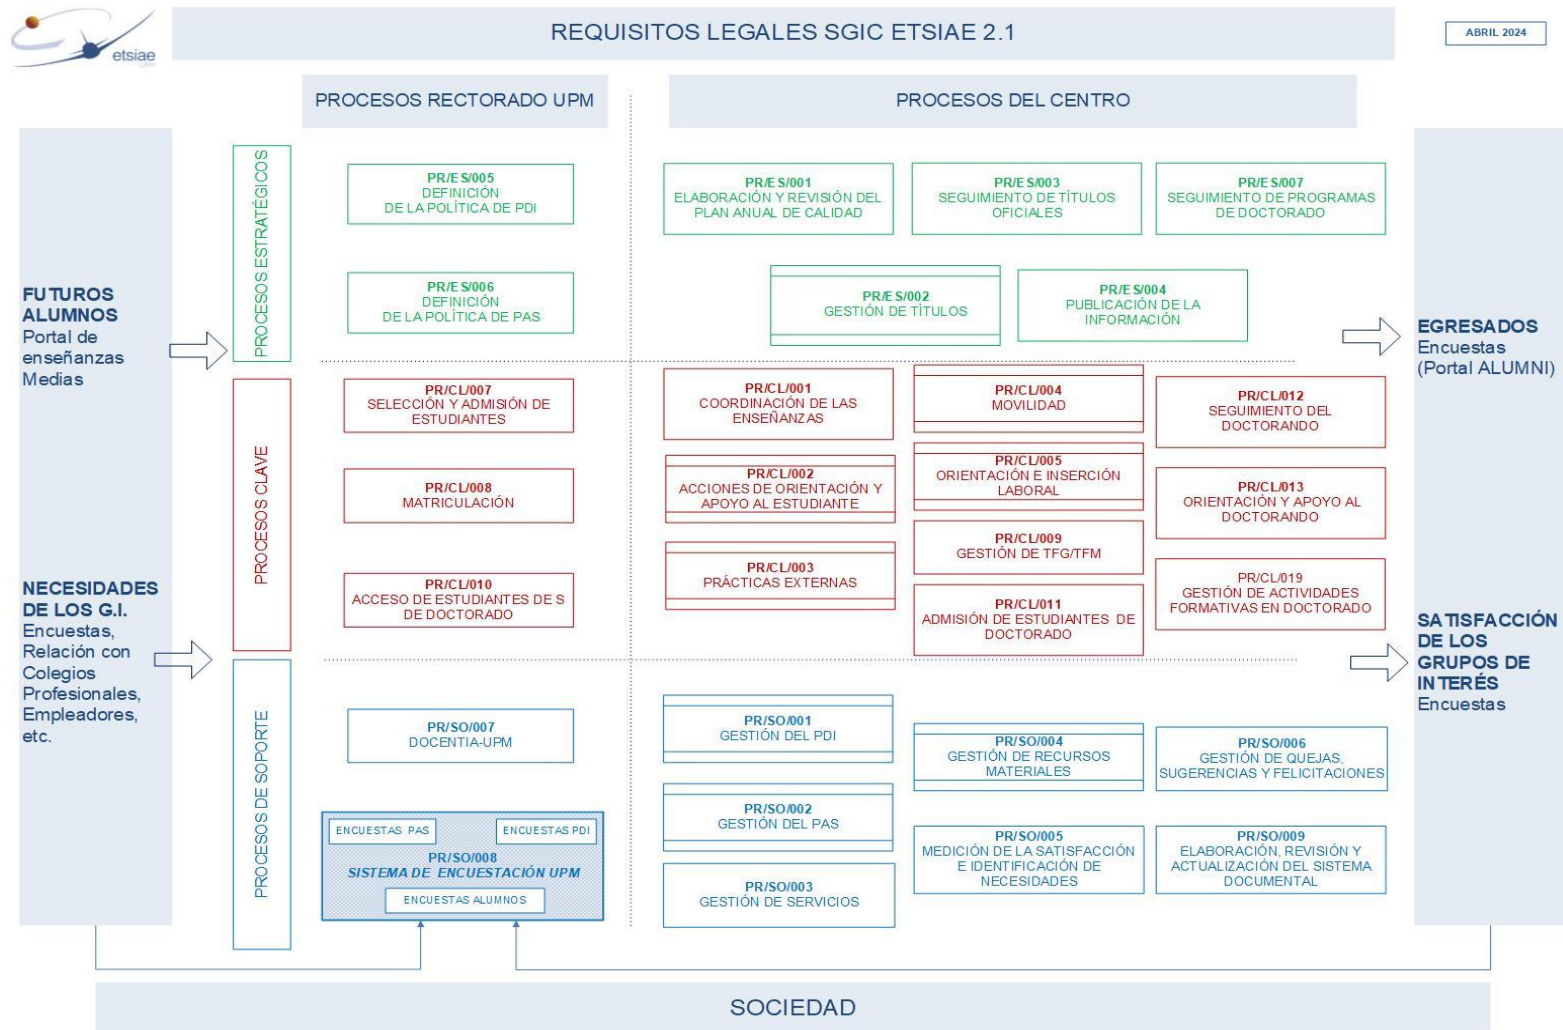 etsiae
UPM
REQUISITOS LEGALES SGIC ETSIAE 2.1
ABRIL 2024
PROCESOS RECTORADO UPM
PROCESOS DEL CENTRO
FUTUROS
ALUMNOS
Portal de
enseñanzas
Medias
NECESIDADES
DE LOS G.I.
Encuestas,
Relación con
Colegios
Profesionales,
Empleadores,
etc.
PROCESOS ESTRATÉGICOS
PR/ES/005
DEFINICIÓN
DE LA POLÍTICA DE PDI
PR/ES/006
DEFINICIÓN
DE LA POLÍTICA DE PAS
PR/ES/001
ELABORACIÓN Y REVISIÓN DEL
PLAN ANUAL DE CALIDAD
PR/ES/003
SEGUIMIENTO DE TÍTULOS
OFICIALES
PR/ES/007
SEGUIMIENTO DE PROGRAMAS
DE DOCTORADO
PR/ES/002
GESTIÓN DE TÍTULOS
PR/ES/004
PUBLICACIÓN DE LA
INFORMACIÓN
PROCESOS CLAVE
PR/CL/007
SELECCIÓN Y ADMISIÓN DE
ESTUDIANTES
PR/CL/008
MATRICULACIÓN
PR/CL/010
ACCESO DE ESTUDIANTES DE S
DE DOCTORADO
PR/CL/001
COORDINACIÓN DE LAS
ENSEÑANZAS
PR/CL/002
ACCIONES DE ORIENTACIÓN Y
APOYO AL ESTUDIANTE
PR/CL/003
PRÁCTICAS EXTERNAS
PR/CL/004
MOVILIDAD
PR/CL/005
ORIENTACIÓN E INSERCIÓN
LABORAL
PR/CL/009
GESTIÓN DE TFG/TFM
PR/CL/011
ADMISIÓN DE ESTUDIANTES DE
DOCTORADO
PR/CL/012
SEGUIMIENTO DEL
DOCTORANDO
PR/CL/013
ORIENTACIÓN Y APOYO AL
DOCTORANDO
PR/CL/019
GESTIÓN DE ACTIVIDADES
FORMATIVAS EN DOCTORADO
PROCESOS DE SOPORTE
PR/SO/007
DOCENTIA-UPM
ENCUESTAS PAS
ENCUESTAS PDI
PR/SO/008
SISTEMA DE ENCUESTACIÓN UPM
ENCUESTAS ALUMNOS
PR/SO/001
GESTIÓN DEL PDI
PR/SO/002
GESTIÓN DEL PAS
PR/SO/003
GESTIÓN DE SERVICIOS
PR/SO/004
GESTIÓN DE RECURSOS
MATERIALES
PR/SO/005
MEDICIÓN DE LA SATISFACCIÓN
E IDENTIFICACIÓN DE
NECESIDADES
PR/SO/006
GESTIÓN DE QUEJAS,
SUGERENCIAS Y FELICITACIONES
PR/SO/009
ELABORACIÓN, REVISIÓN Y
ACTUALIZACIÓN DEL SISTEMA
DOCUMENTAL
EGRESADOS
Encuestas
(Portal ALUMNI)
SATISFACCIÓN
DE LOS
GRUPOS DE
INTERÉS
Encuestas
SOCIEDAD